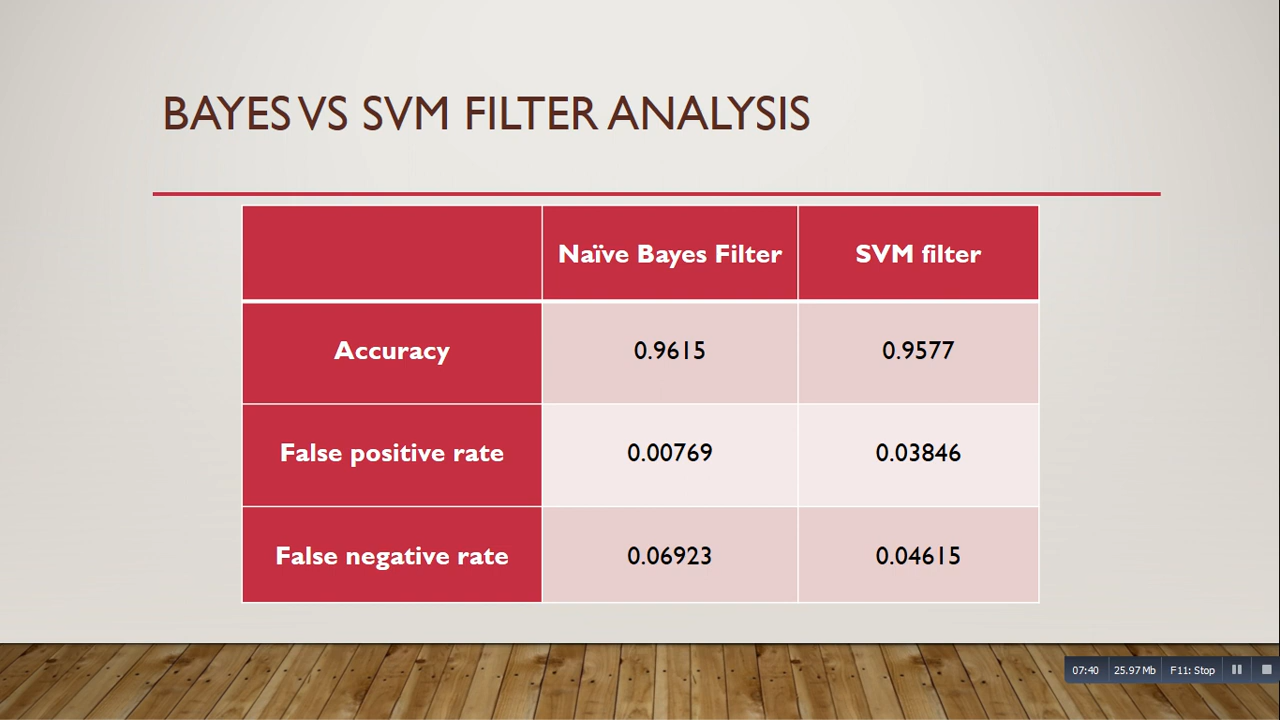 BAYES VS SVM FILTER ANALYSIS
Naïve Bayes Filter SVM filter
Accuracy 0.9615 0.9577
False positive rate 0.00769 0.03846
False negative rate 0.06923 0.04615
07:40 25.97 Mb F11: Stop